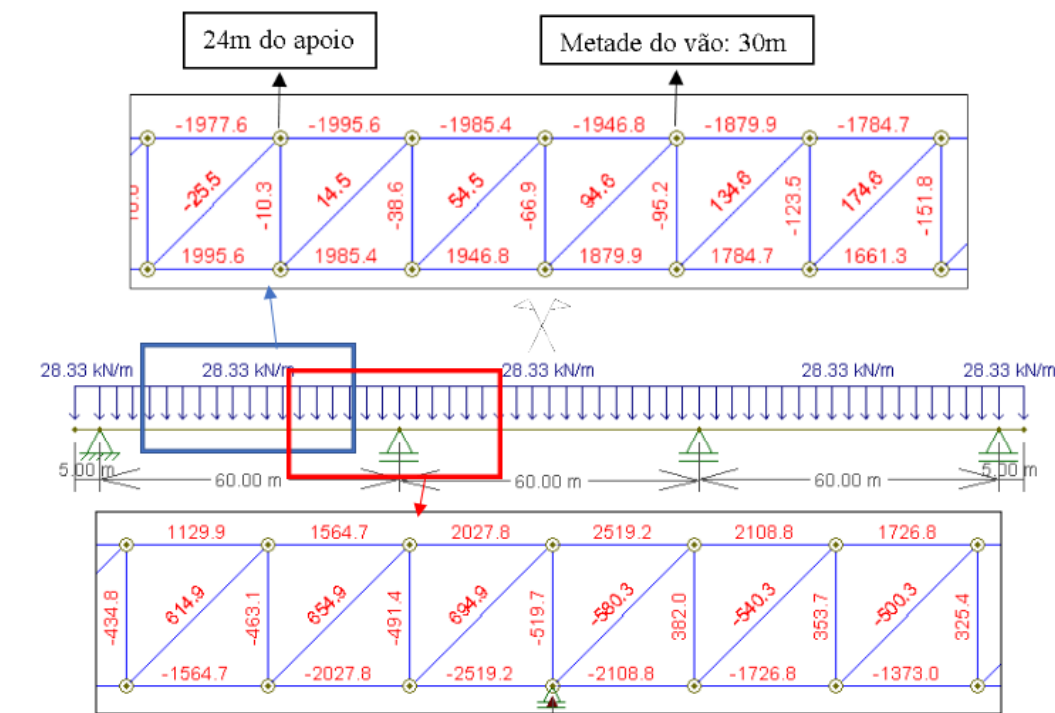 24m do apoio
Metade do vão: 30m
-1977.6 -1995.6 -1985.4 -1946.8 -1879.9 -1784.7
-25.5 -10.3 14.5 -38.6 54.5 -66.9 94.6 -95.2 134.6 -123.5 174.6 -151.8
1995.6 1985.4 1946.8 1879.9 1784.7 1661.3
28.33 kN/m 28.33 kN/m 28.33 kN/m 28.33 kN/m 28.33 kN/m
5.00 m 60.00 m 60.00 m 60.00 m 5.00 m
1129.9 1564.7 2027.8 2519.2 2108.8 1726.8
-434.8 614.9 -463.1 654.9 -491.4 694.9 -519.7 -580.3 382.0 -540.3 353.7 -500.3 325.4
-1564.7 -2027.8 -2519.2 -2108.8 -1726.8 -1373.0